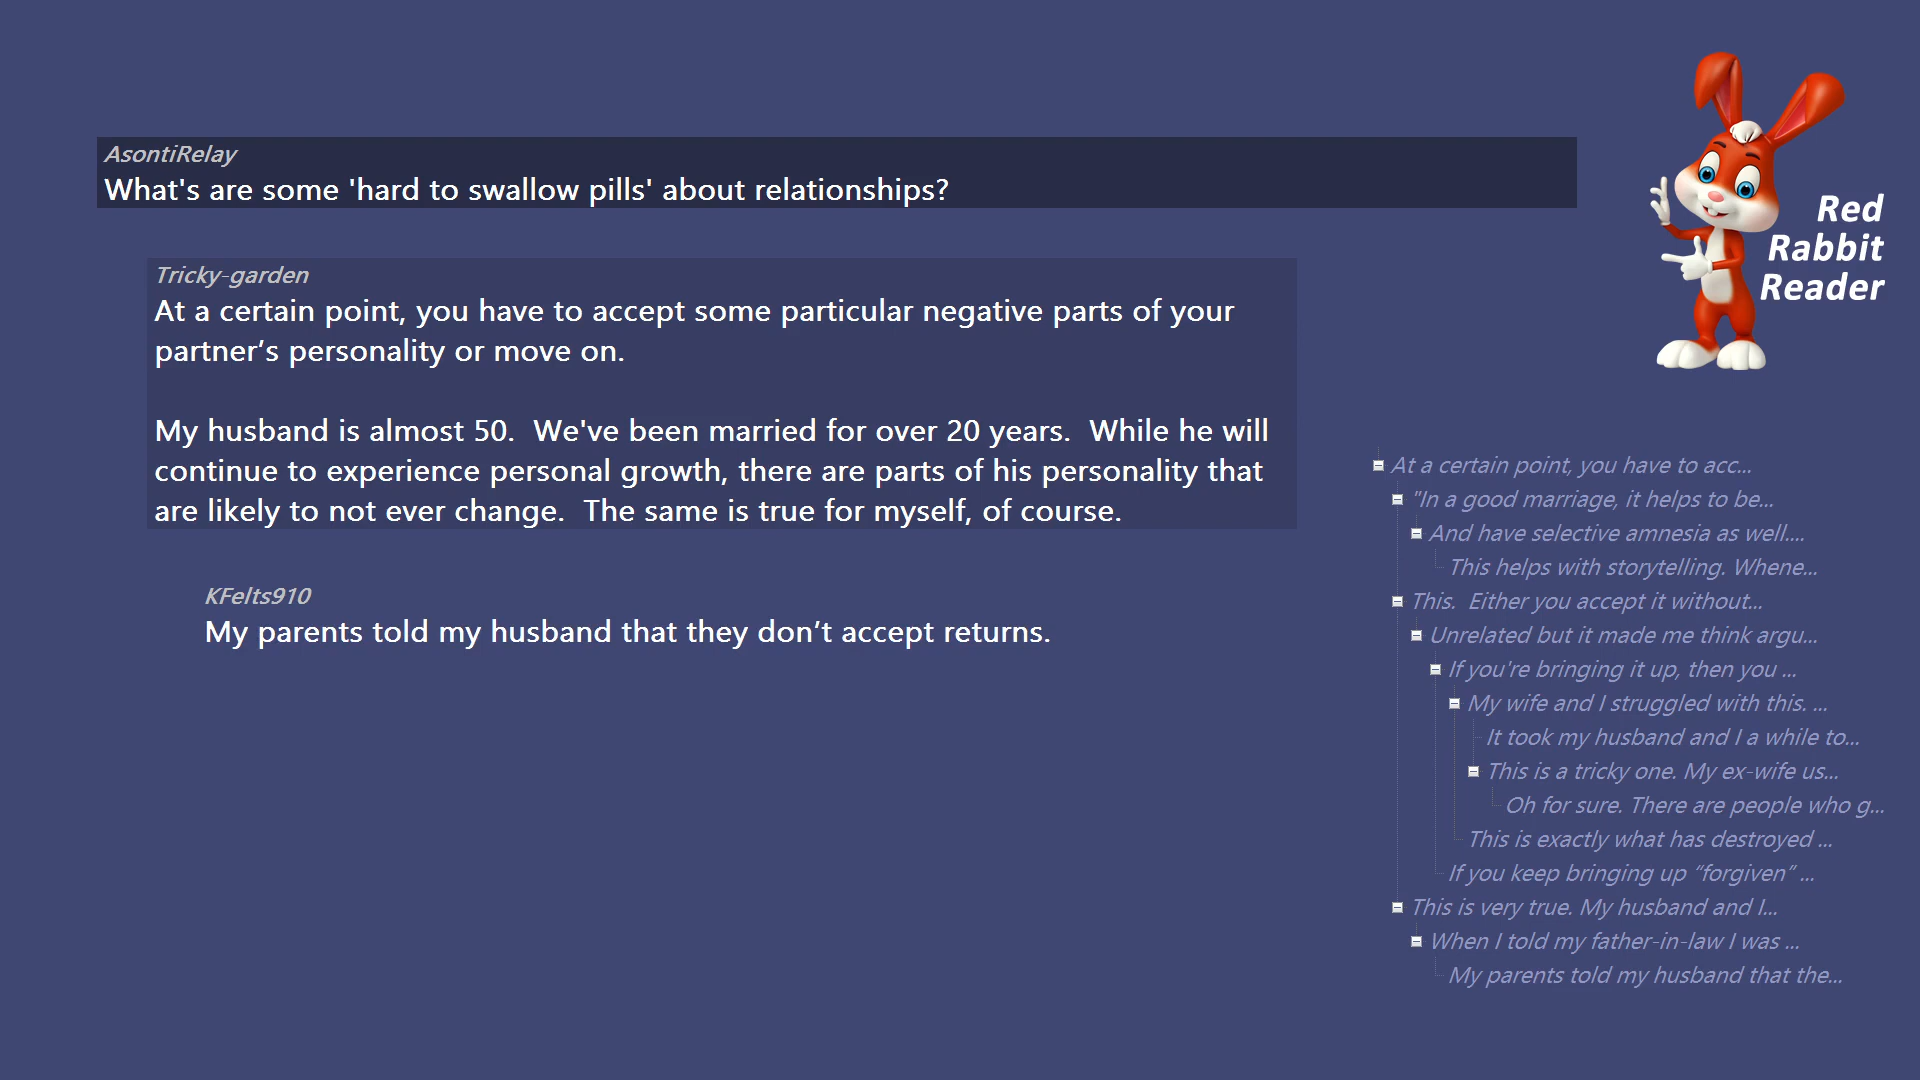 AsontiRelay
What's are some 'hard to swallow pills' about relationships?
Tricky-garden
At a certain point, you have to accept some particular negative parts of your
partner’s personality or move on.
My husband is almost 50.  We've been married for over 20 years.  While he will
continue to experience personal growth, there are parts of his personality that
are likely to not ever change.  The same is true for myself, of course.
KFelts910
My parents told my husband that they don’t accept returns.
Red
Rabbit
Reader
At a certain point, you have to acc...
"In a good marriage, it helps to be...
And have selective amnesia as well....
This helps with storytelling. Whene...
This.  Either you accept it without...
Unrelated but it made me think argu...
If you're bringing it up, then you ...
My wife and I struggled with this. ...
It took my husband and I a while to...
This is a tricky one. My ex-wife us...
Oh for sure. There are people who g...
This is exactly what has destroyed ...
If you keep bringing up “forgiven” ...
This is very true. My husband and I...
When I told my father-in-law I was ...
My parents told my husband that the...